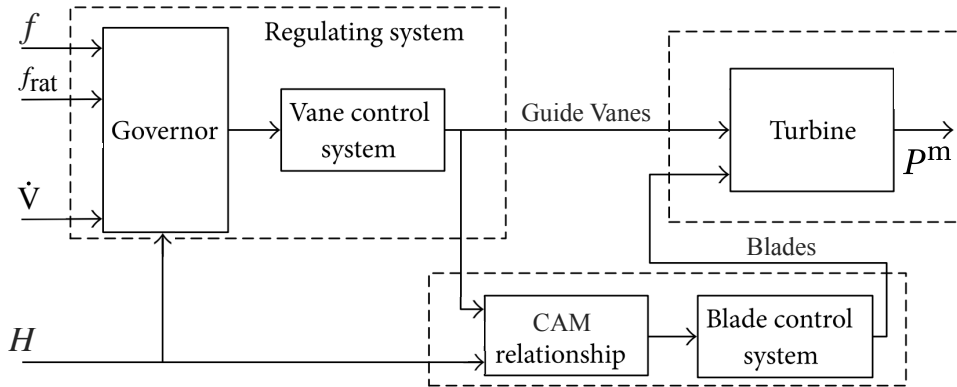 f
Regulating system
f_rat
Governor
Vane control
system
Guide Vanes
Turbine
P^m
V̇
Blades
H
CAM
relationship
Blade control
system